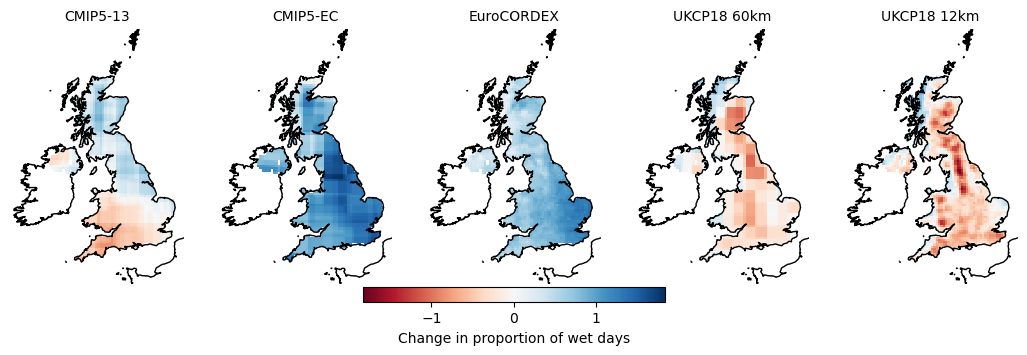 CMIP5-13
CMIP5-EC
EuroCORDEX
UKCP18 60km
UKCP18 12km
−1
0
1
Change in proportion of wet days